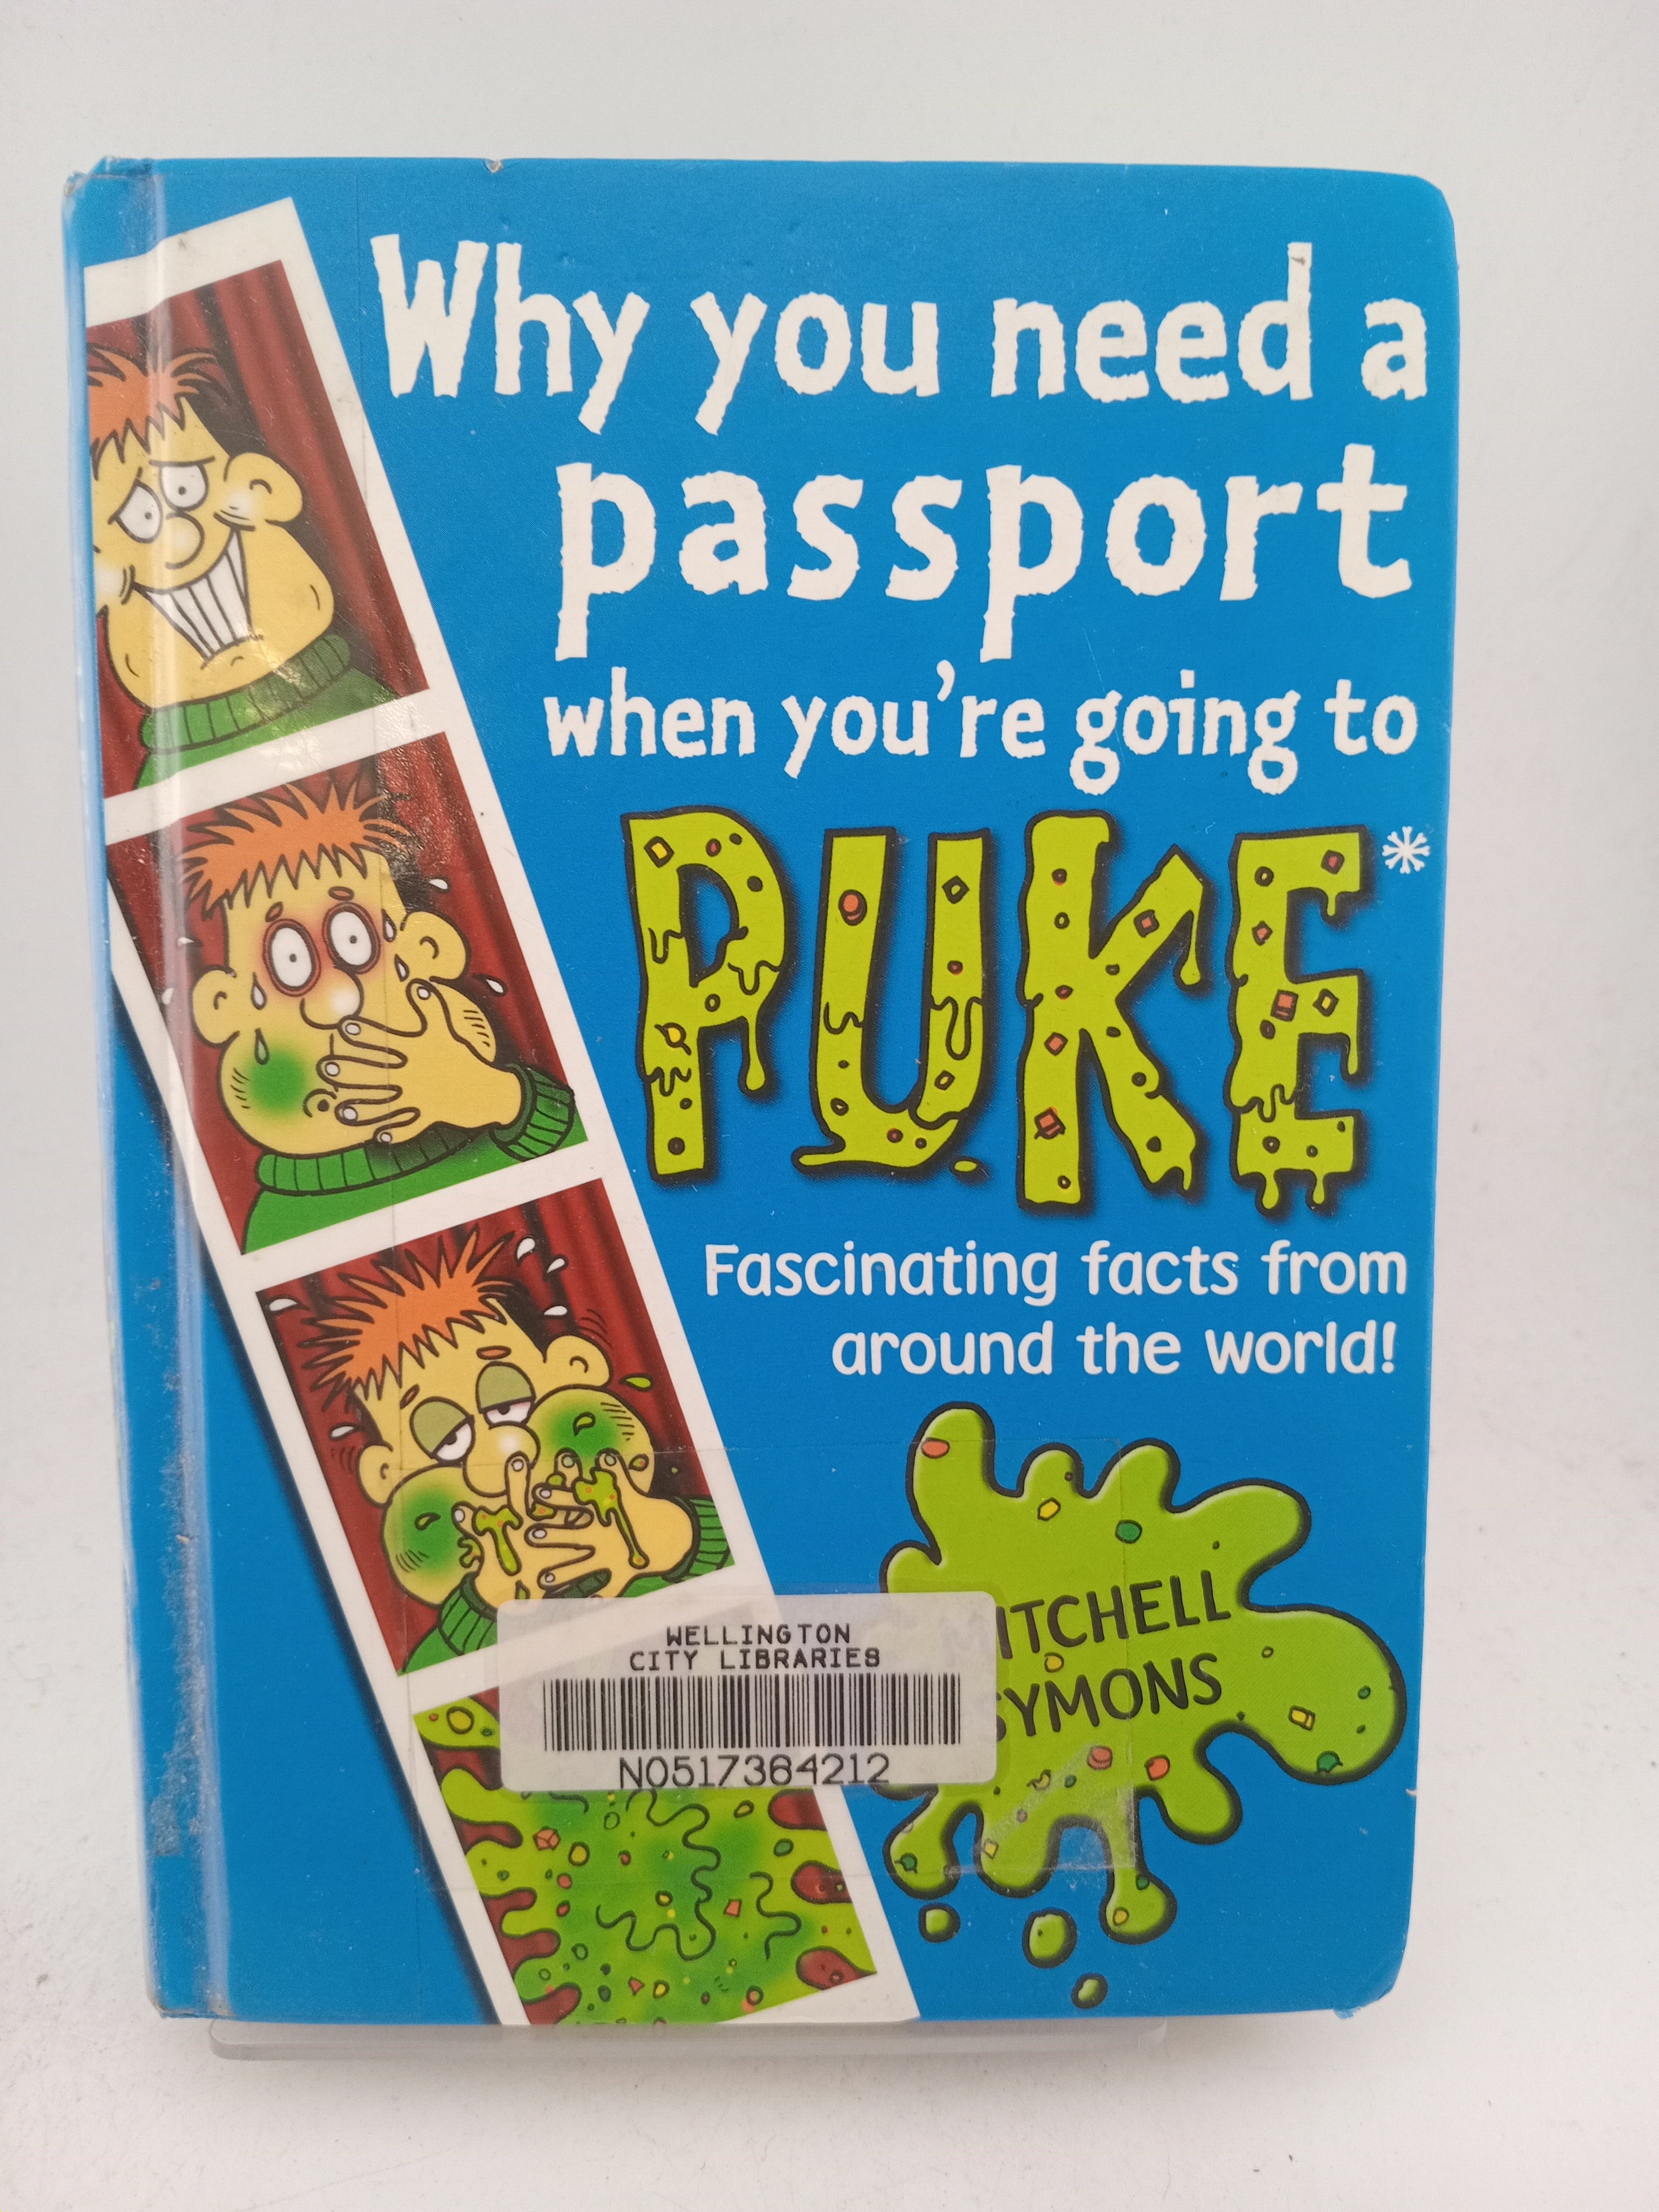 Why you need a
passport
when you're going to
PUKE*
Fascinating facts from
around the world!
ITCHELL
SYMONS
WELLINGTON
CITY LIBRARIES
N0517384212